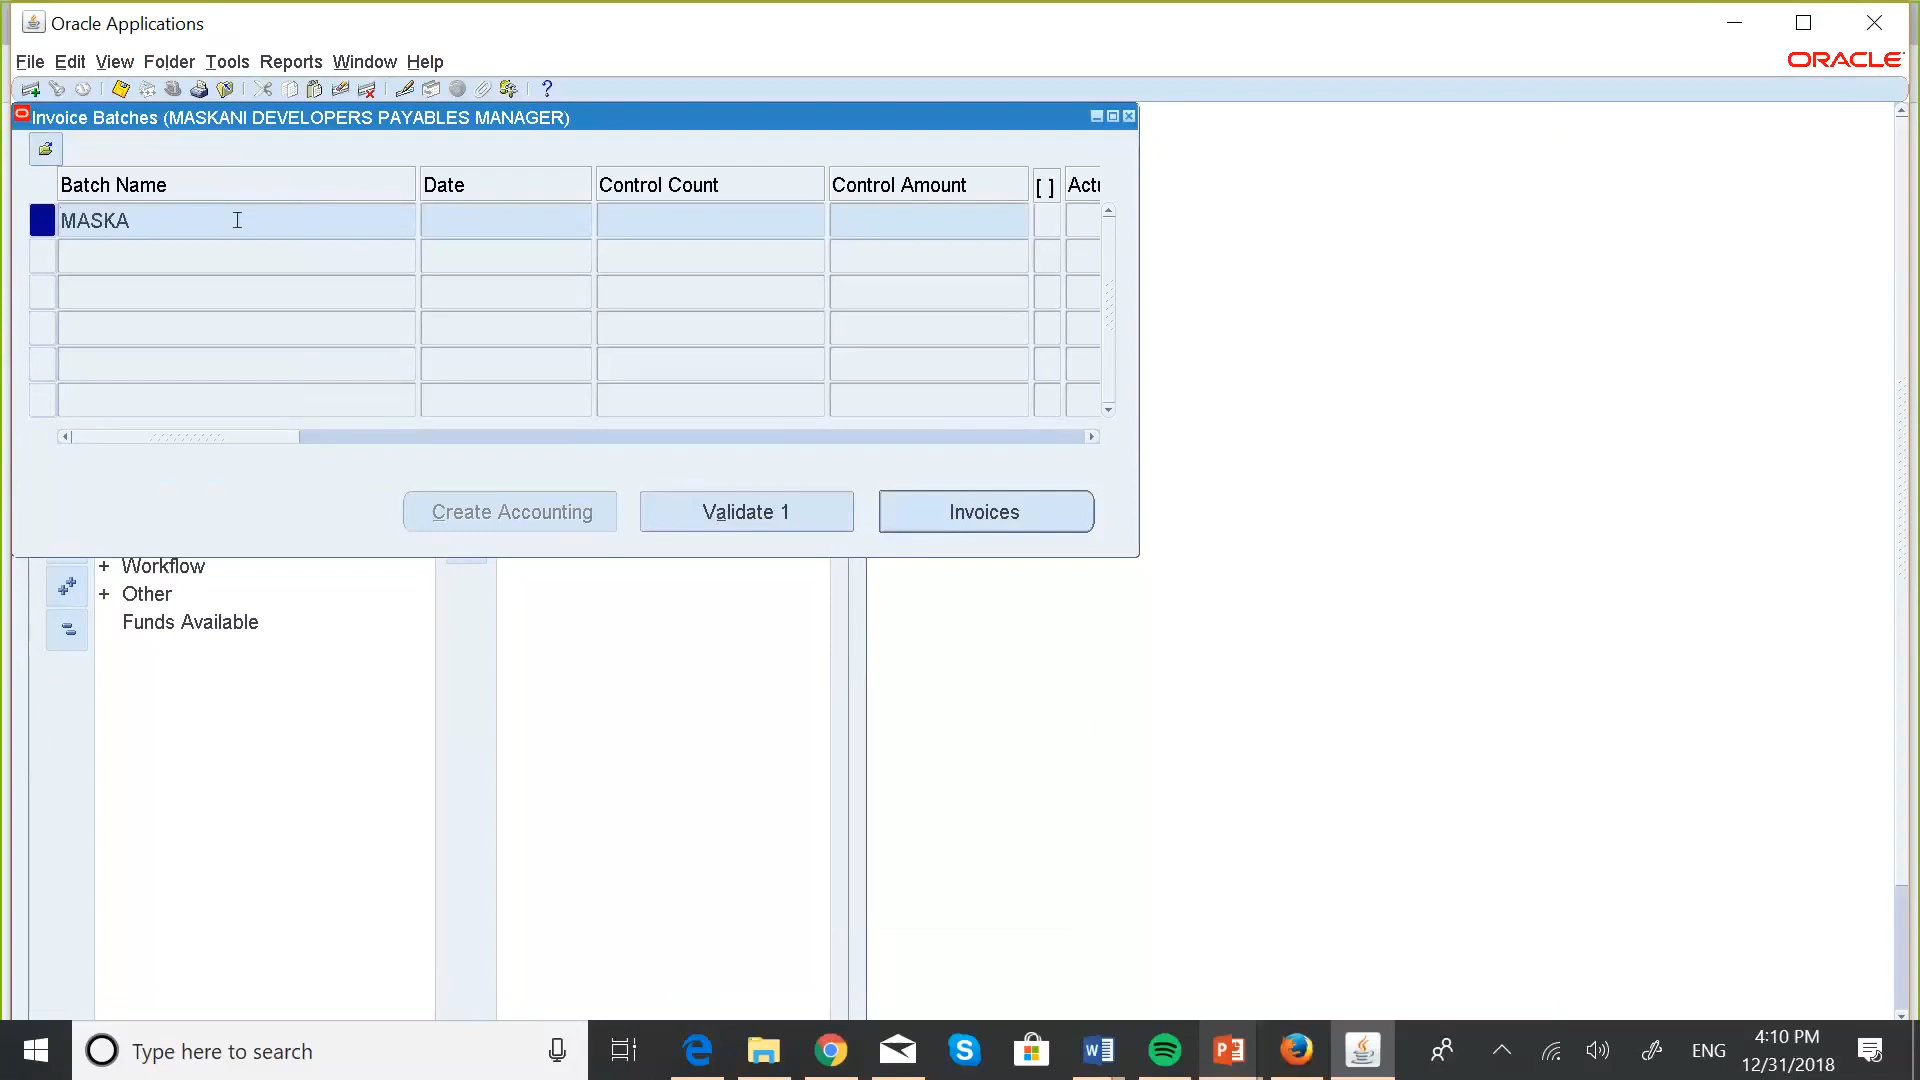 Oracle Applications
File Edit View Folder Tools Reports Window Help
ORACLE
Invoice Batches (MASKANI DEVELOPERS PAYABLES MANAGER)
Batch Name Date Control Count Control Amount [ ] Actu
MASKA
Create Accounting Validate 1 Invoices
+ Workflow
+ Other
Funds Available
Type here to search
ENG
4:10 PM
12/31/2018